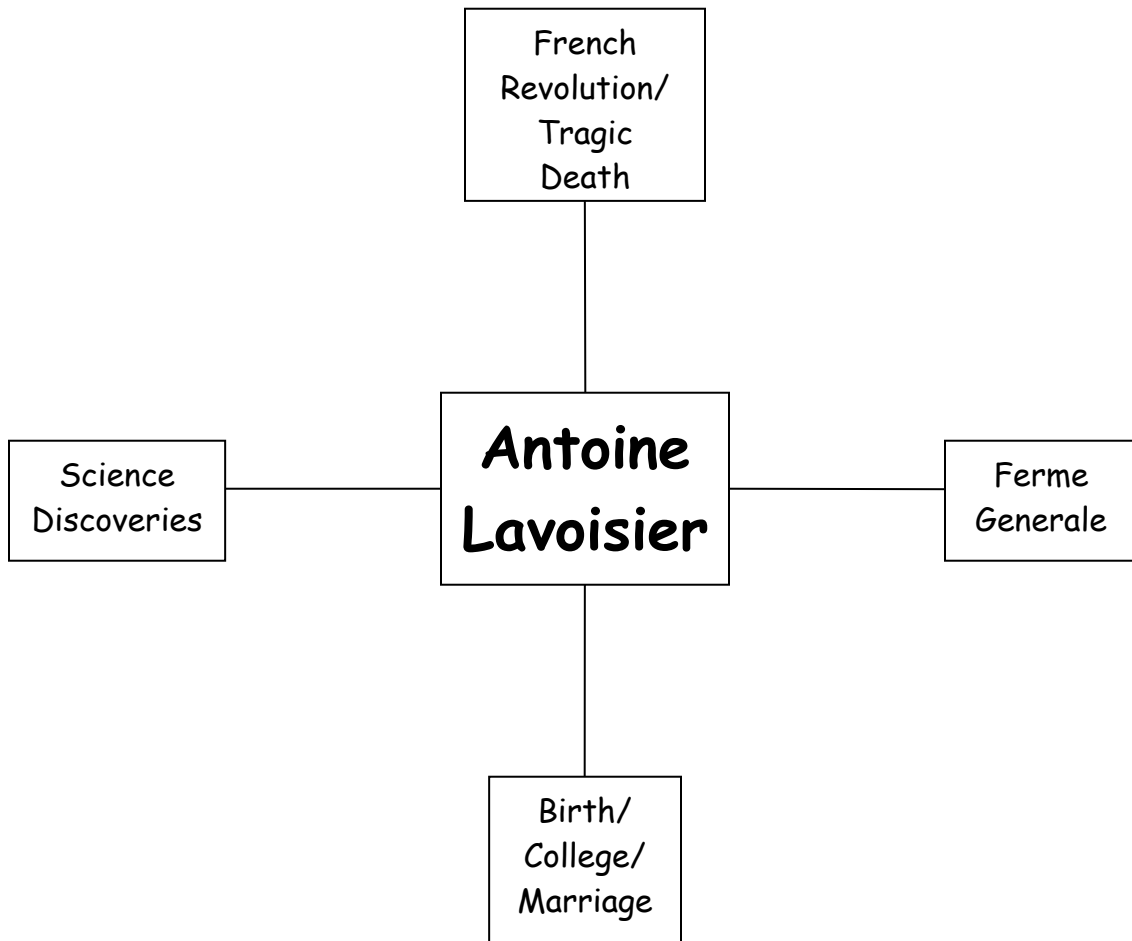 French
Revolution/
Tragic
Death
Antoine
Lavoisier
Science
Discoveries
Ferme
Generale
Birth/
College/
Marriage